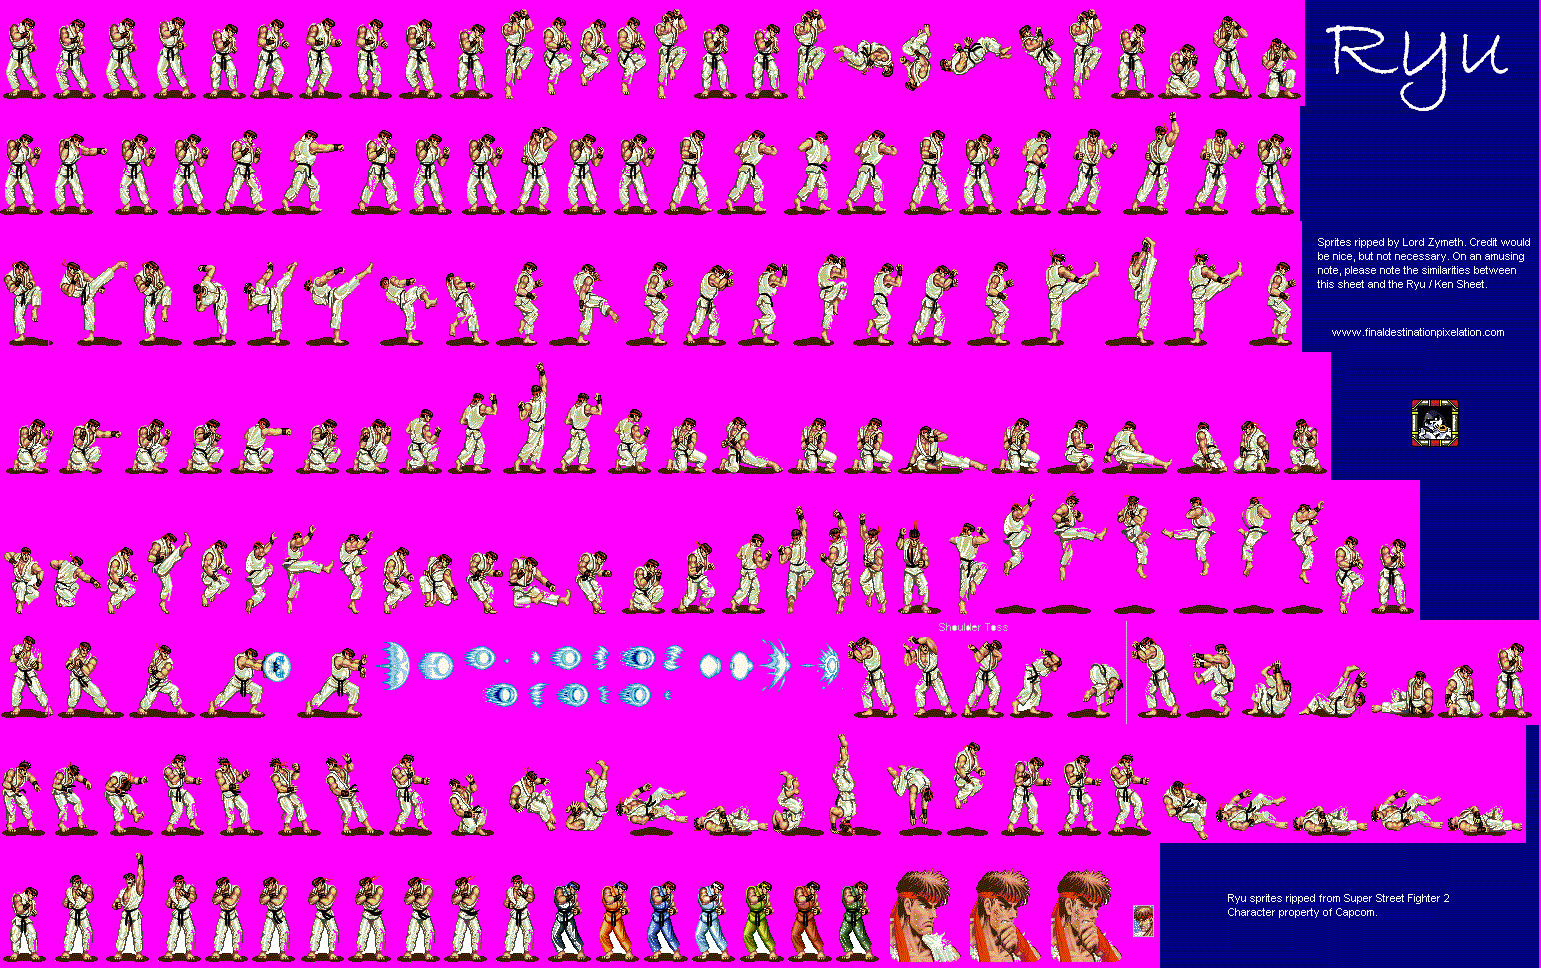 Ryu
Sprites ripped by Lord Zymeth. Credit would
be nice, but not necessary. On an amusing
note, please note the similarities between
this sheet and the Ryu / Ken Sheet.
www.finaldestinationpixelation.com
Shoulder Toss
Ryu sprites ripped from Super Street Fighter 2
Character property of Capcom.